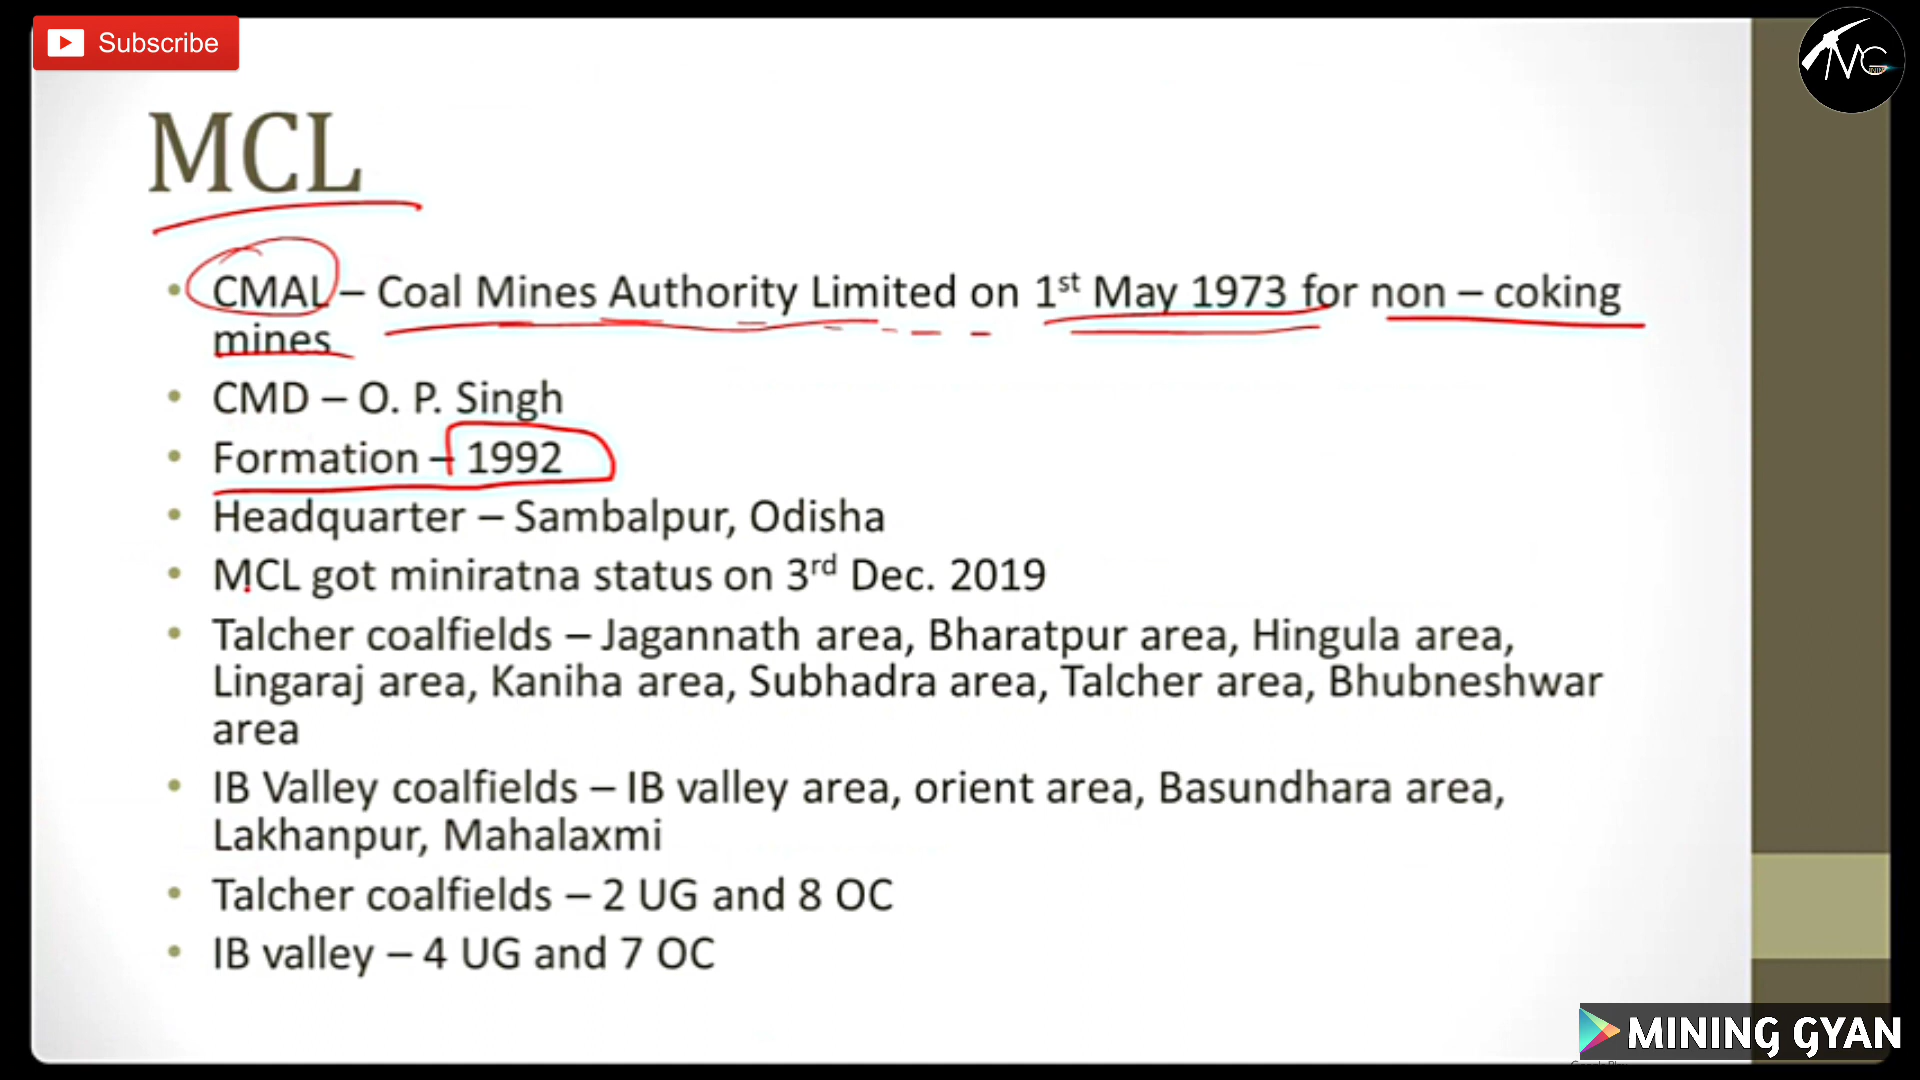 Subscribe
MCL
• CMAL – Coal Mines Authority Limited on 1st May 1973 for non – coking
mines
• CMD – O. P. Singh
• Formation – 1992
• Headquarter – Sambalpur, Odisha
• MCL got miniratna status on 3rd Dec. 2019
• Talcher coalfields – Jagannath area, Bharatpur area, Hingula area,
Lingaraj area, Kaniha area, Subhadra area, Talcher area, Bhubneshwar
area
• IB Valley coalfields – IB valley area, orient area, Basundhara area,
Lakhanpur, Mahalaxmi
• Talcher coalfields – 2 UG and 8 OC
• IB valley – 4 UG and 7 OC
MINING GYAN